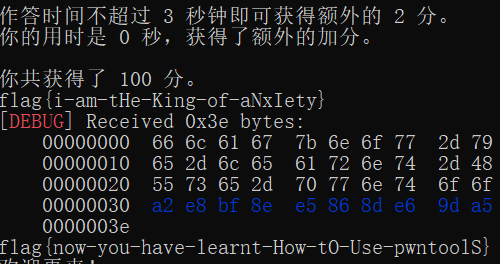 作答时间不超过 3 秒钟即可获得额外的 2 分。
你的用时是 0 秒，获得了额外的加分。
你共获得了 100 分。
flag{i-am-tHe-King-of-aNxIety}
[DEBUG] Received 0x3e bytes:
00000000 66 6c 61 67 7b 6e 6f 77 2d 79
00000010 65 2d 6c 65 61 72 6e 74 2d 48
00000020 55 73 65 2d 70 77 6e 74 6f 6f
00000030 a2 e8 bf 8e e5 86 8d e6 9d a5
0000003e
flag{now-you-have-learnt-How-tO-Use-pwntoolS}
欢迎再来!